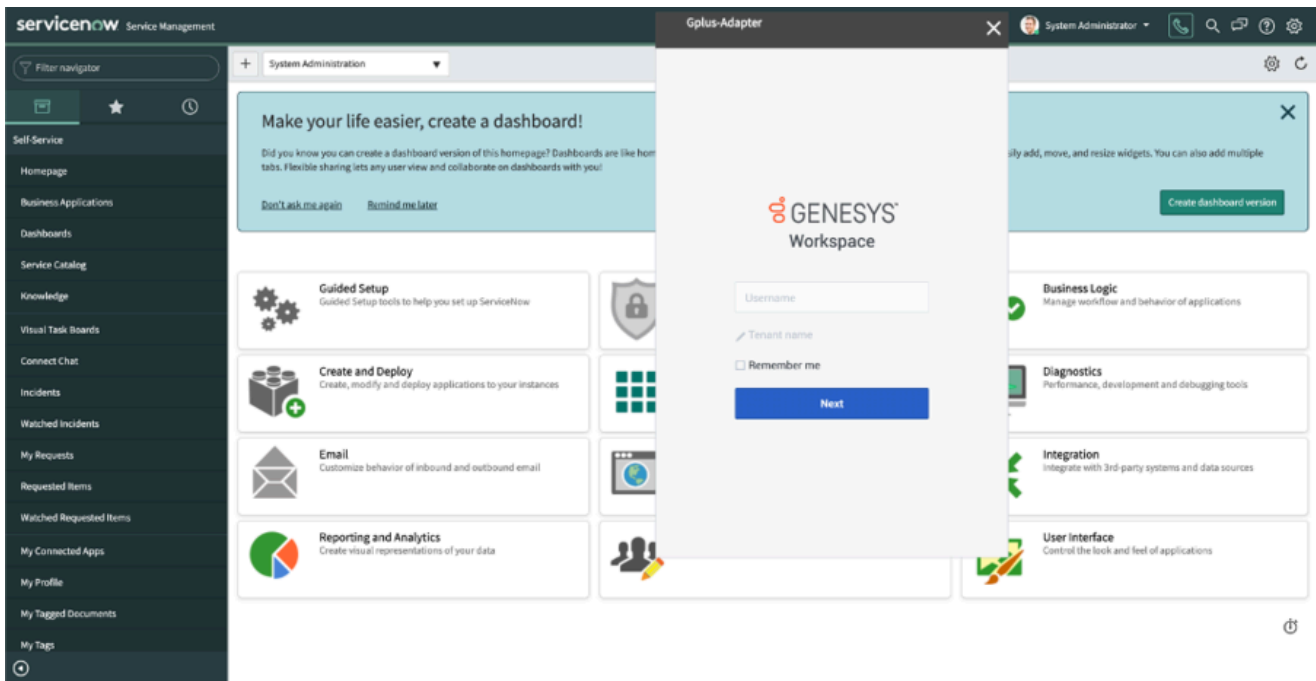 servicenow Service Management
Gplus-Adapter
System Administrator
Filter navigator
System Administration
Self-Service
Homepage
Business Applications
Dashboards
Service Catalog
Knowledge
Visual Task Boards
Connect Chat
Incidents
Watched Incidents
My Requests
Requested Items
Watched Requested Items
My Connected Apps
My Profile
My Tagged Documents
My Tags
Make your life easier, create a dashboard!
Did you know you can create a dashboard version of this homepage? Dashboards are like
add, move, and resize widgets. You can also add multiple
tabs. Flexible sharing lets any user view and collaborate on dashboards with you!
Don't ask me again Remind me later
Create dashboard version
Guided Setup
Guided Setup tools to help you set up ServiceNow
Create and Deploy
Create, modify and deploy applications to your instances
Email
Customize behavior of inbound and outbound email
Reporting and Analytics
Create visual representations of your data
GENESYS
Workspace
Username
Tenant name
Remember me
Next
Business Logic
Manage workflow and behavior of applications
Diagnostics
Performance, development and debugging tools
Integration
Integrate with 3rd-party systems and data sources
User Interface
Control the look and feel of applications